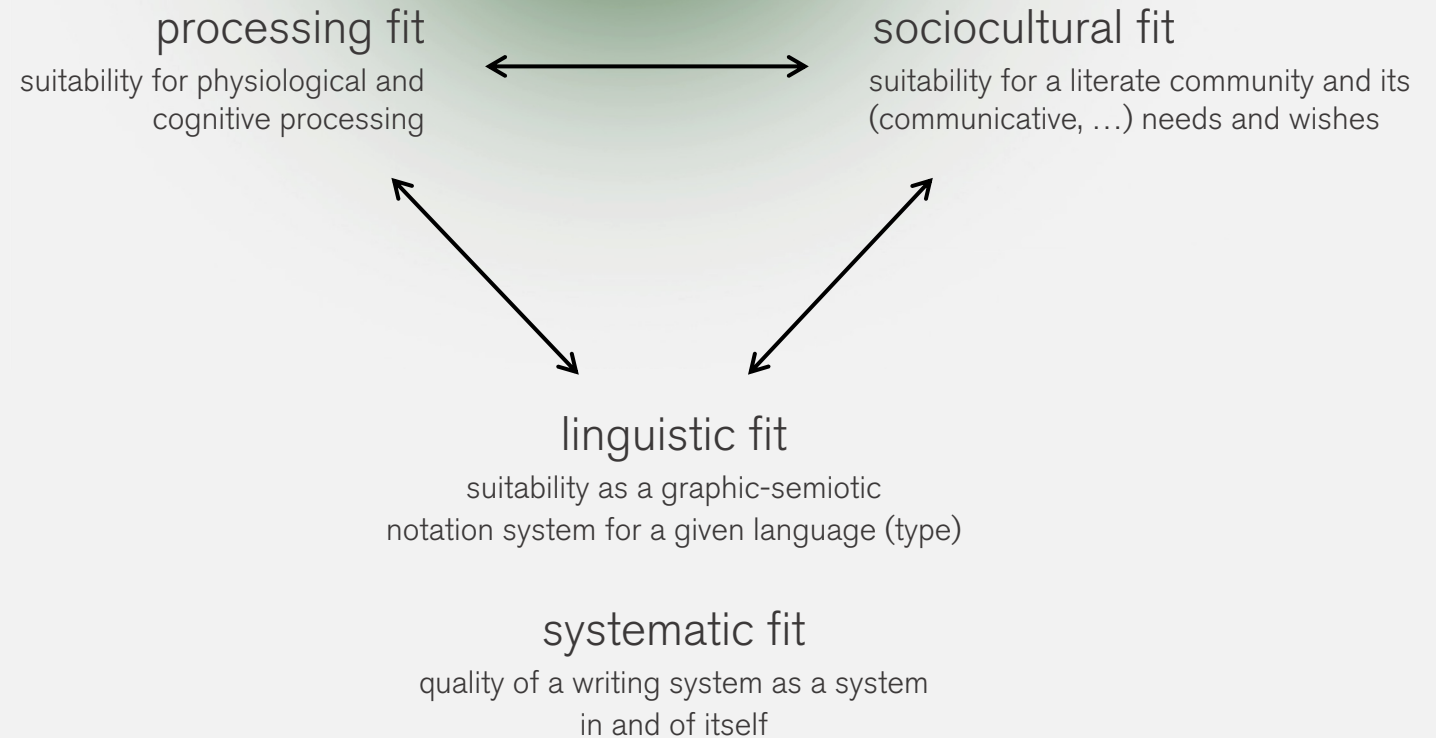 processing fit
suitability for physiological and
cognitive processing
sociocultural fit
suitability for a literate community and its
(communicative, …) needs and wishes
linguistic fit
suitability as a graphic-semiotic
notation system for a given language (type)
systematic fit
quality of a writing system as a system
in and of itself